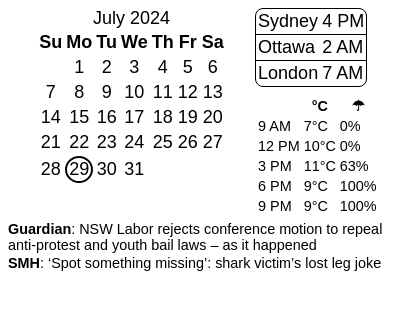 July 2024
Su Mo Tu We Th Fr Sa
1 2 3 4 5 6
7 8 9 10 11 12 13
14 15 16 17 18 19 20
21 22 23 24 25 26 27
28 29 30 31
Sydney 4 PM
Ottawa 2 AM
London 7 AM
°C ☂
9 AM 7°C 0%
12 PM 10°C 0%
3 PM 11°C 63%
6 PM 9°C 100%
9 PM 9°C 100%
Guardian: NSW Labor rejects conference motion to repeal
anti-protest and youth bail laws – as it happened
SMH: ‘Spot something missing’: shark victim’s lost leg joke